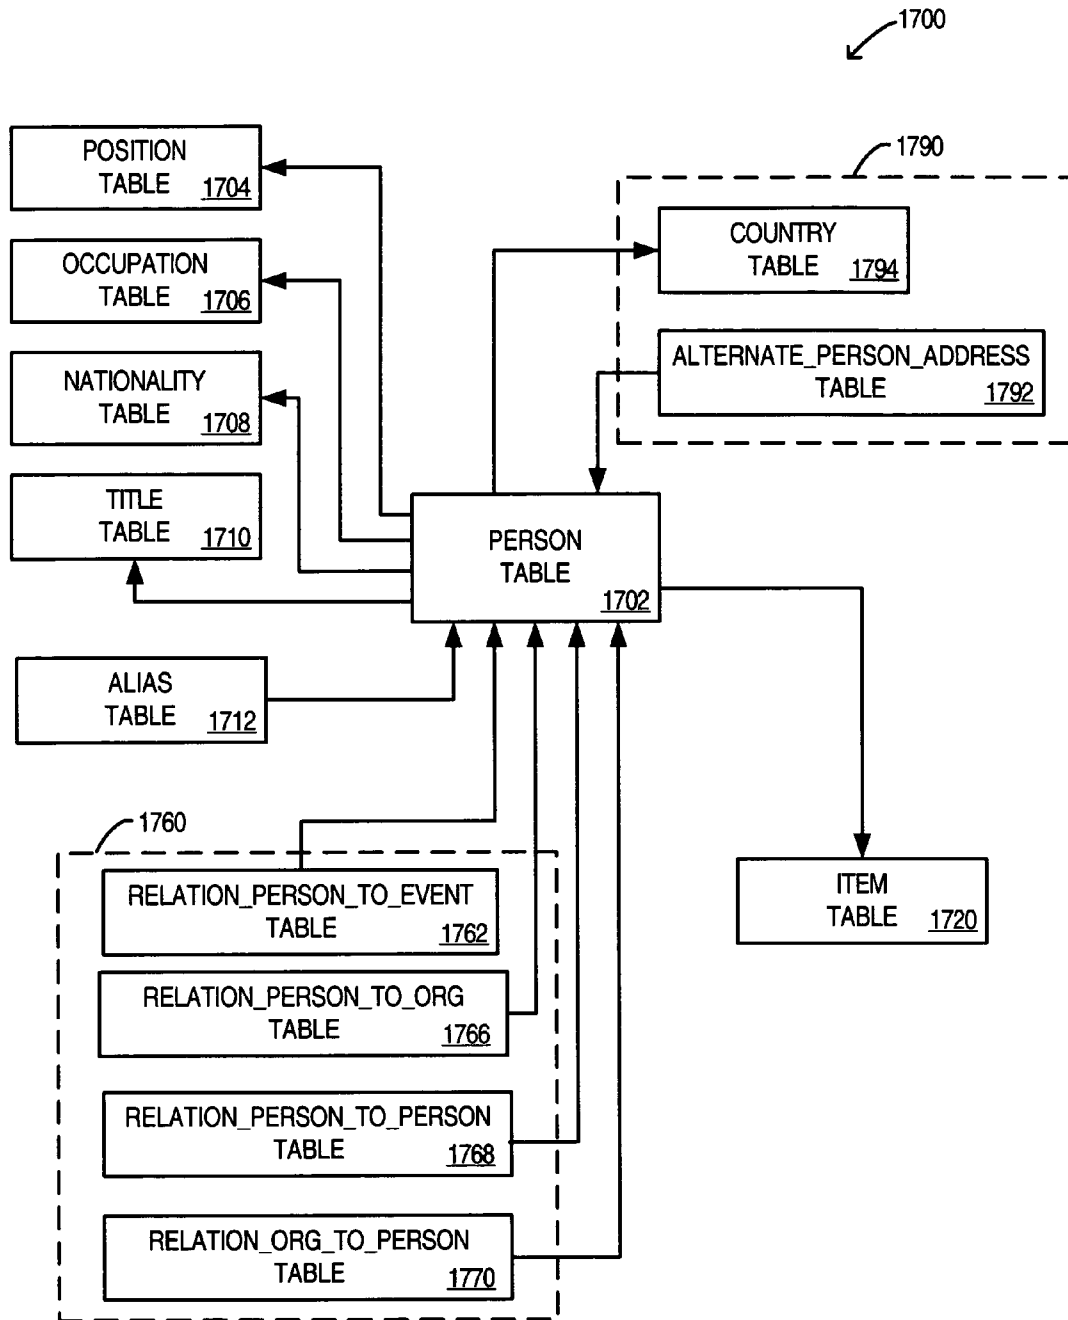 1700
POSITION
TABLE 1704
1790
COUNTRY
TABLE 1794
OCCUPATION
TABLE 1706
ALTERNATE_PERSON_ADDRESS
TABLE 1792
NATIONALITY
TABLE 1708
TITLE
TABLE 1710
PERSON
TABLE
1702
ALIAS
TABLE 1712
1760
RELATION_PERSON_TO_EVENT
TABLE 1762
ITEM
TABLE 1720
RELATION_PERSON_TO_ORG
TABLE 1766
RELATION_PERSON_TO_PERSON
TABLE 1768
RELATION_ORG_TO_PERSON
TABLE 1770